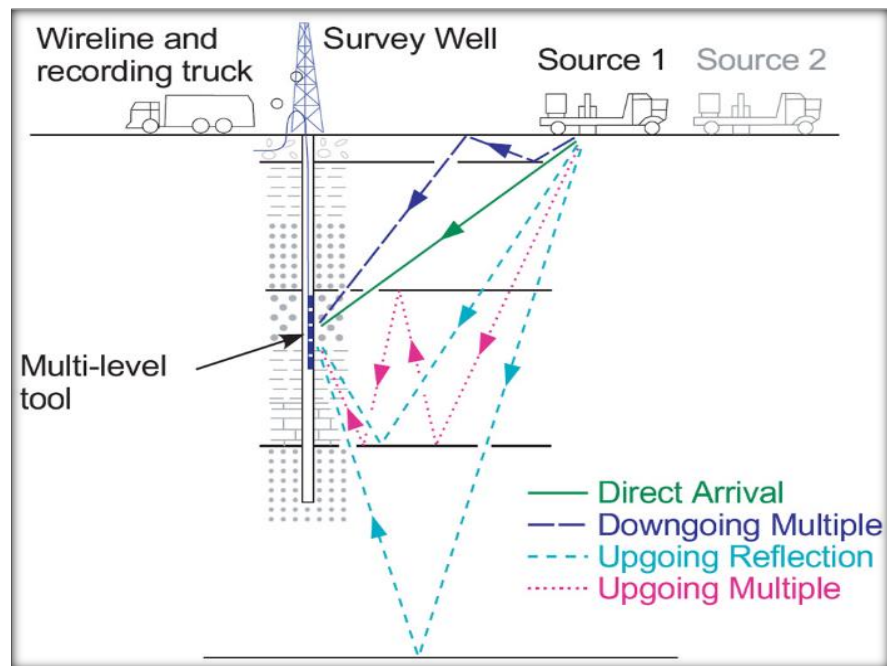 Wireline and
recording truck
Survey Well
Source 1
Source 2
Multi-level
tool
Direct Arrival
Downgoing Multiple
Upgoing Reflection
Upgoing Multiple